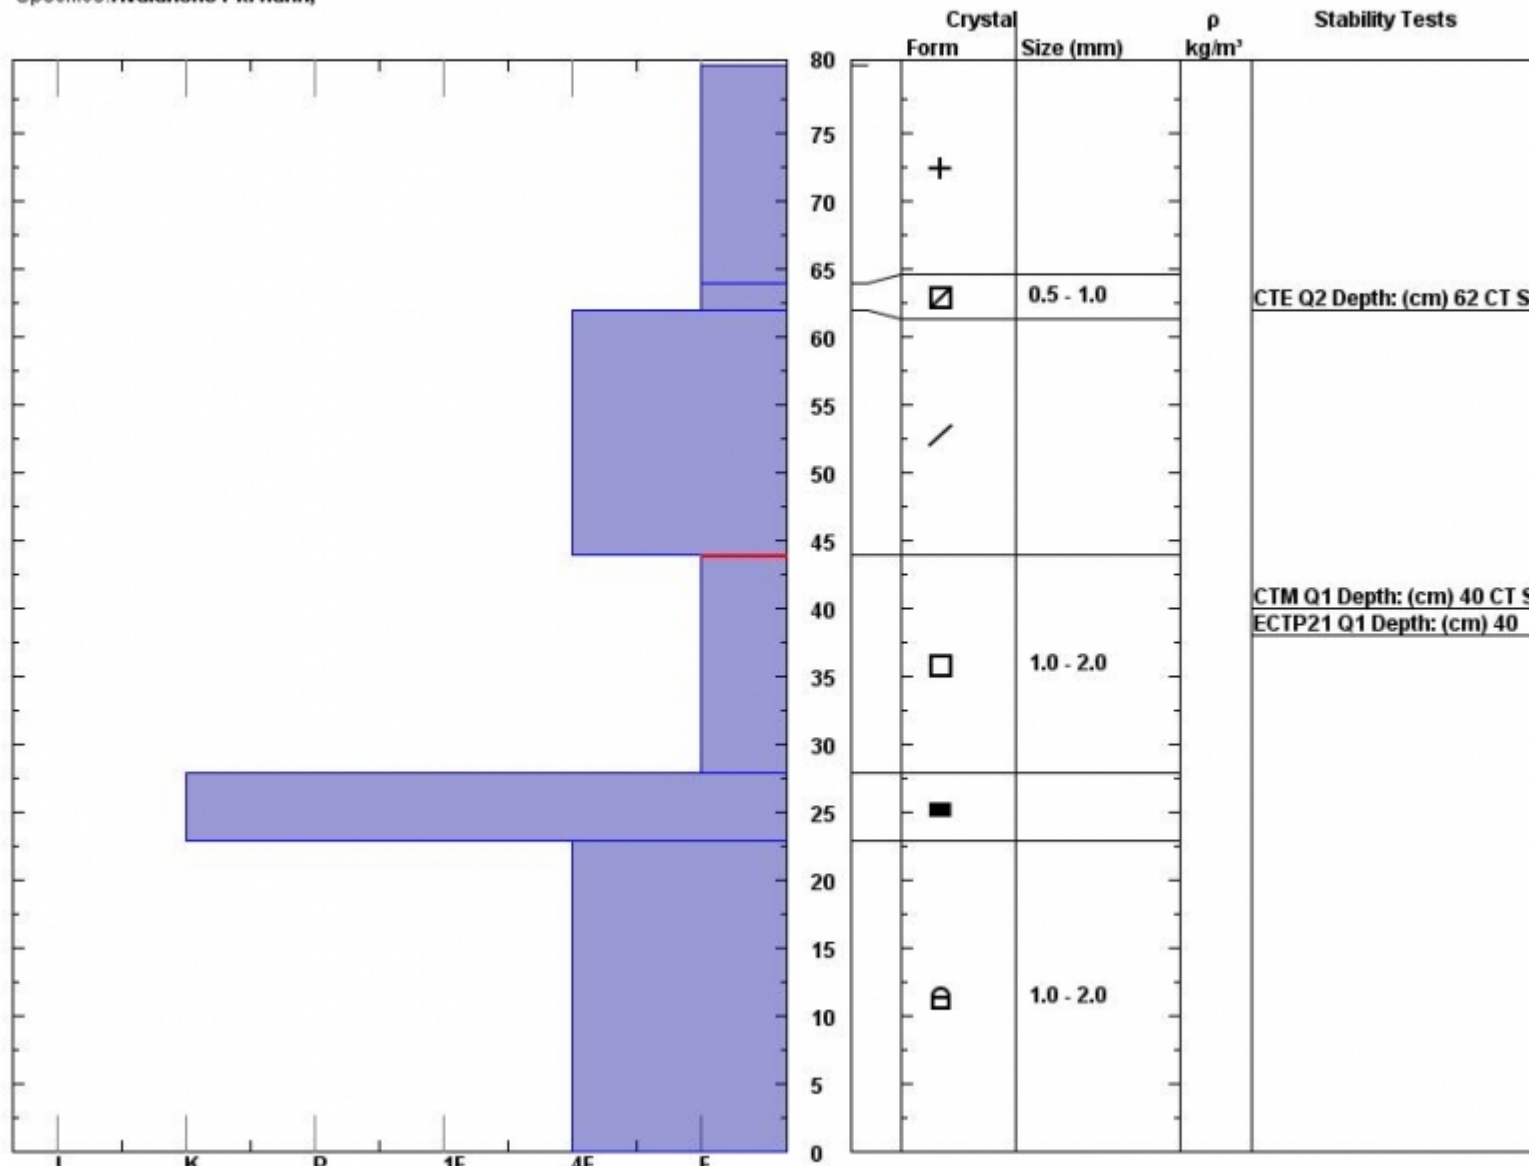 Crystal ρ Stability Tests
Form Size (mm) kg/m³
80
75
70
65
0.5 - 1.0
CTE Q2 Depth: (cm) 62 CT S
60
55
50
45
CTM Q1 Depth: (cm) 40 CT S
40
ECTP21 Q1 Depth: (cm) 40
1.0 - 2.0
35
30
25
20
15
1.0 - 2.0
10
5
0
I K P 1F 4F F